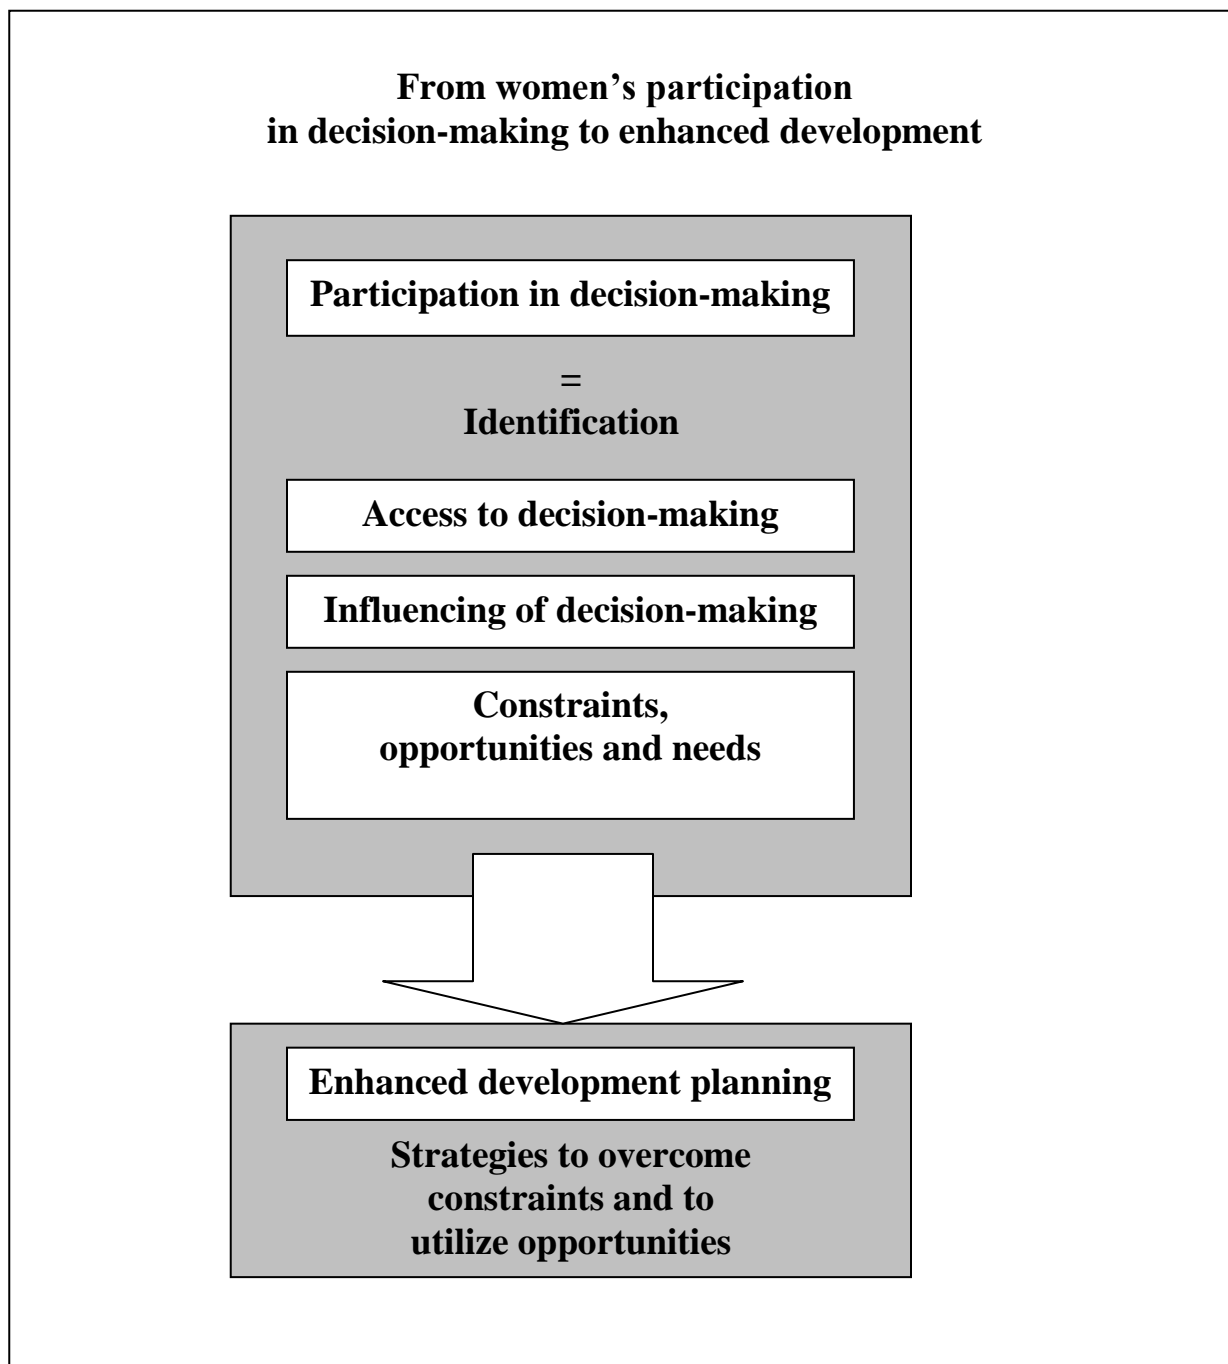 From women’s participation
in decision-making to enhanced development
Participation in decision-making
=
Identification
Access to decision-making
Influencing of decision-making
Constraints,
opportunities and needs
Enhanced development planning
Strategies to overcome
constraints and to
utilize opportunities